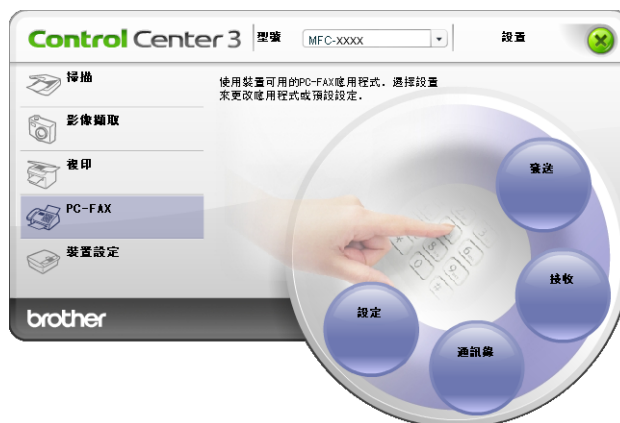 Control Center 3
型號
MFC-XXXX
設置
掃描
影像擷取
複印
PC-FAX
裝置設定
使用裝置可用的PC-FAX應用程式. 選擇設置
來更改應用程式或預設設定.
發送
接收
通訊錄
設定
brother